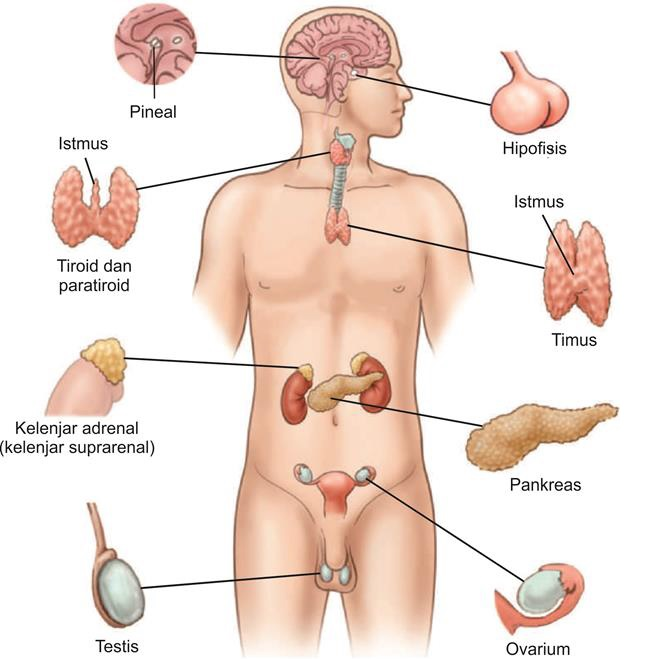 Pineal
Hipofisis
Istmus
Tiroid dan
paratiroid
Istmus
Timus
Kelenjar adrenal
(kelenjar suprarenal)
Pankreas
Testis
Ovarium